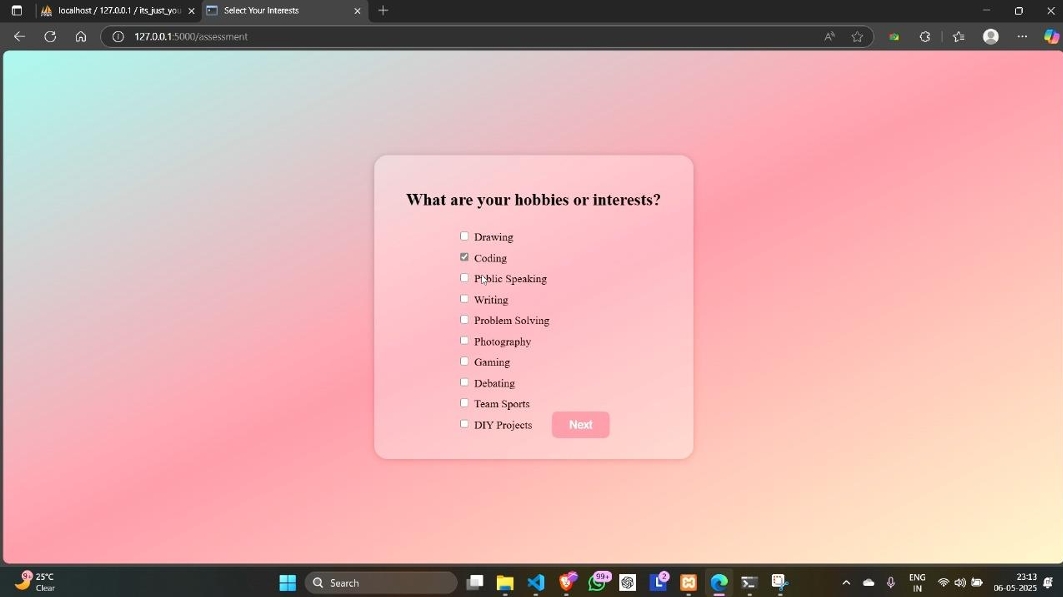 localhost / 127.0.0.1 / its_just_you
Select Your Interests
127.0.0.1:5000/assessment
What are your hobbies or interests?
Drawing
Coding
Public Speaking
Writing
Problem Solving
Photography
Gaming
Debating
Team Sports
DIY Projects
Next
25°C
Clear
Search
99+
2
ENG
IN
23:13
06-05-2025